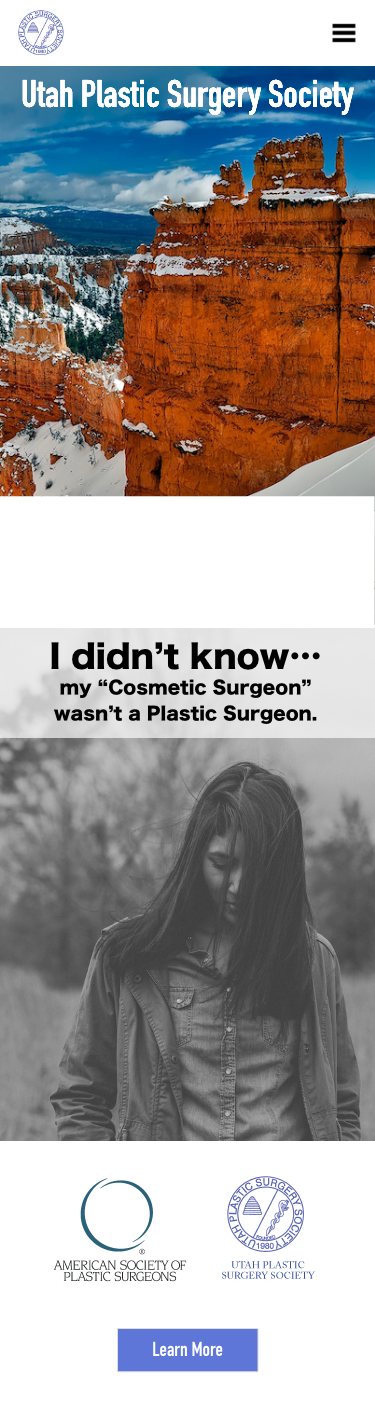 Utah Plastic Surgery Society
I didn't know…
my “Cosmetic Surgeon”
wasn't a Plastic Surgeon.
AMERICAN SOCIETY OF
PLASTIC SURGEONS
®
UTAH PLASTIC SURGERY SOCIETY
FOUNDED
1980
UTAH PLASTIC
SURGERY SOCIETY
Learn More